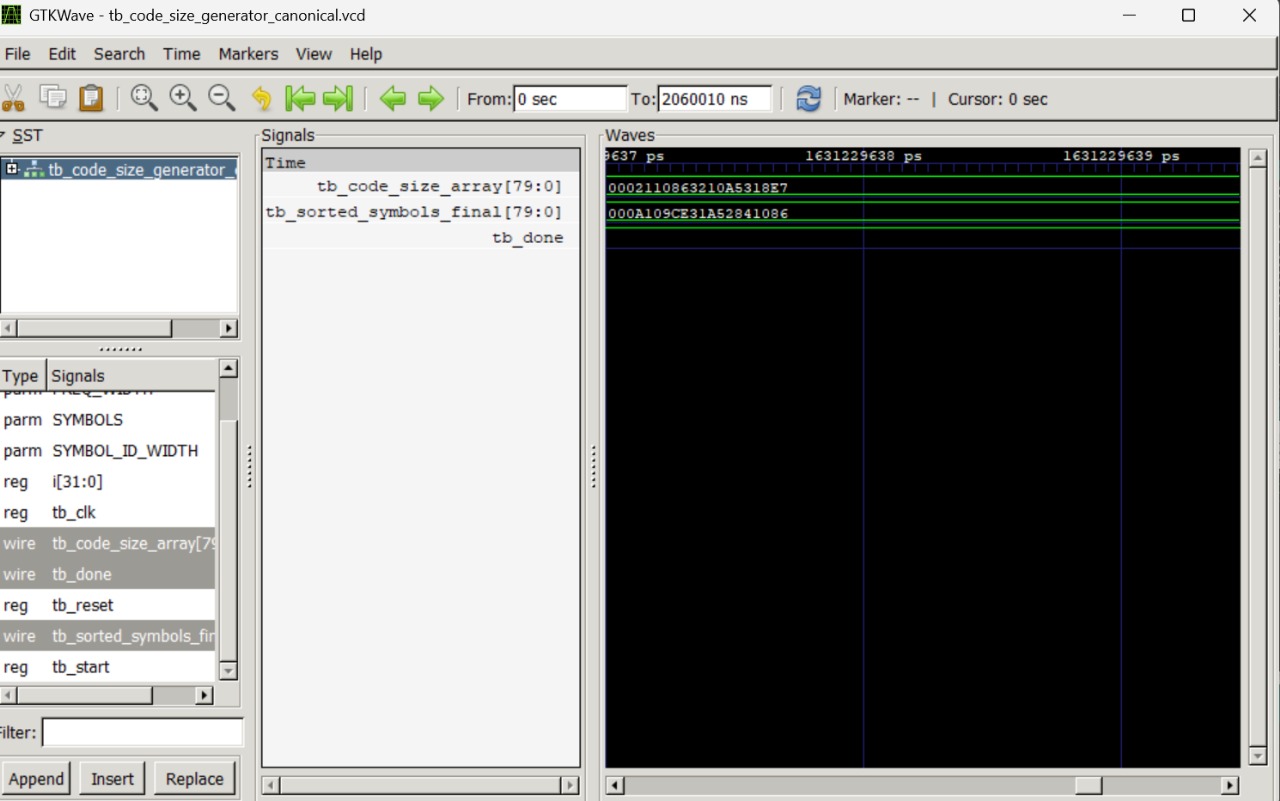 GTKWave - tb_code_size_generator_canonical.vcd
File Edit Search Time Markers View Help
From: 0 sec To: 2060010 ns Marker: -- | Cursor: 0 sec
SST
tb_code_size_generator_
Type Signals
parm SYMBOLS
parm SYMBOL_ID_WIDTH
reg i[31:0]
reg tb_clk
wire tb_code_size_array[79
wire tb_done
reg tb_reset
wire tb_sorted_symbols_fin
reg tb_start
Filter:
Append Insert Replace
Signals
Time
tb_code_size_array[79:0]
tb_sorted_symbols_final[79:0]
tb_done
Waves
9637 ps 1631229638 ps 1631229639 ps
0002110863210A5318E7
000A109CE31A52841086